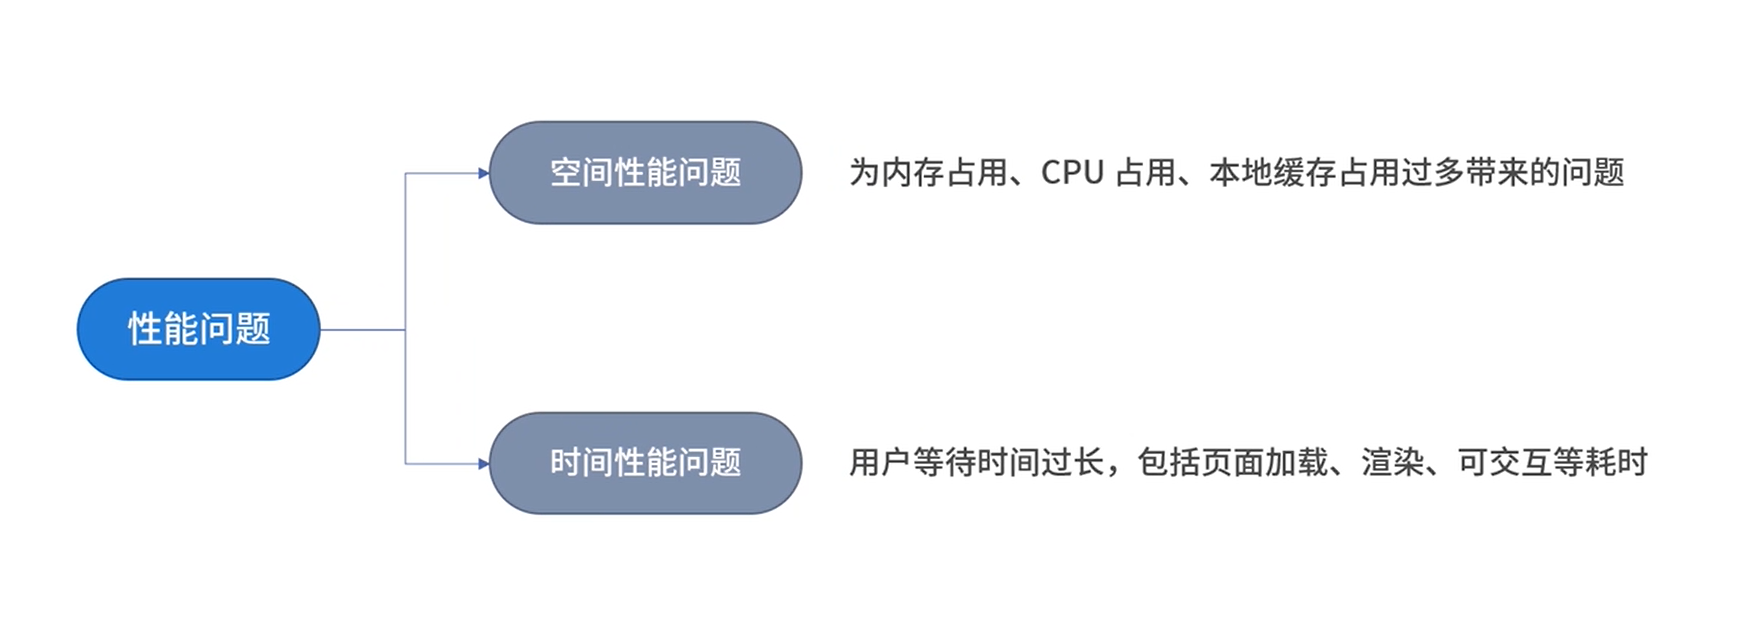 空间性能问题
为内存占用、CPU 占用、本地缓存占用过多带来的问题
性能问题
时间性能问题
用户等待时间过长，包括页面加载、渲染、可交互等耗时